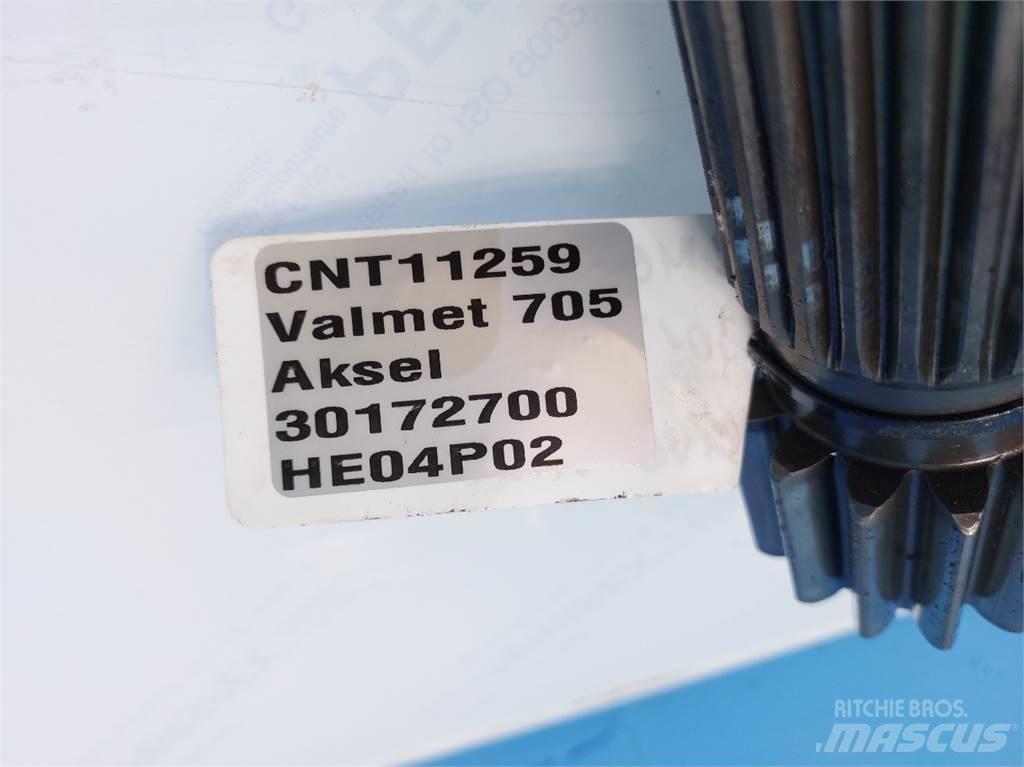 CNT11259
Valmet 705
Aksel
30172700
HE04P02
RITCHIE BROS.
MASCUS